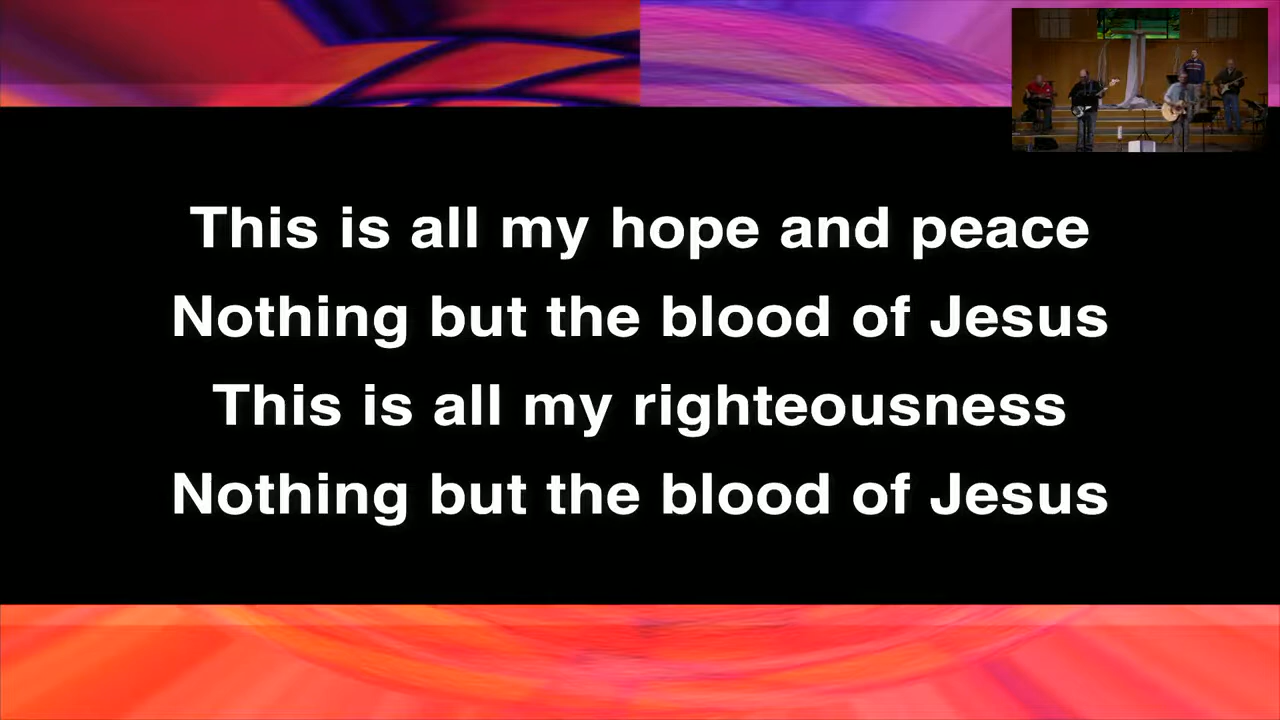 This is all my hope and peace
Nothing but the blood of Jesus
This is all my righteousness
Nothing but the blood of Jesus